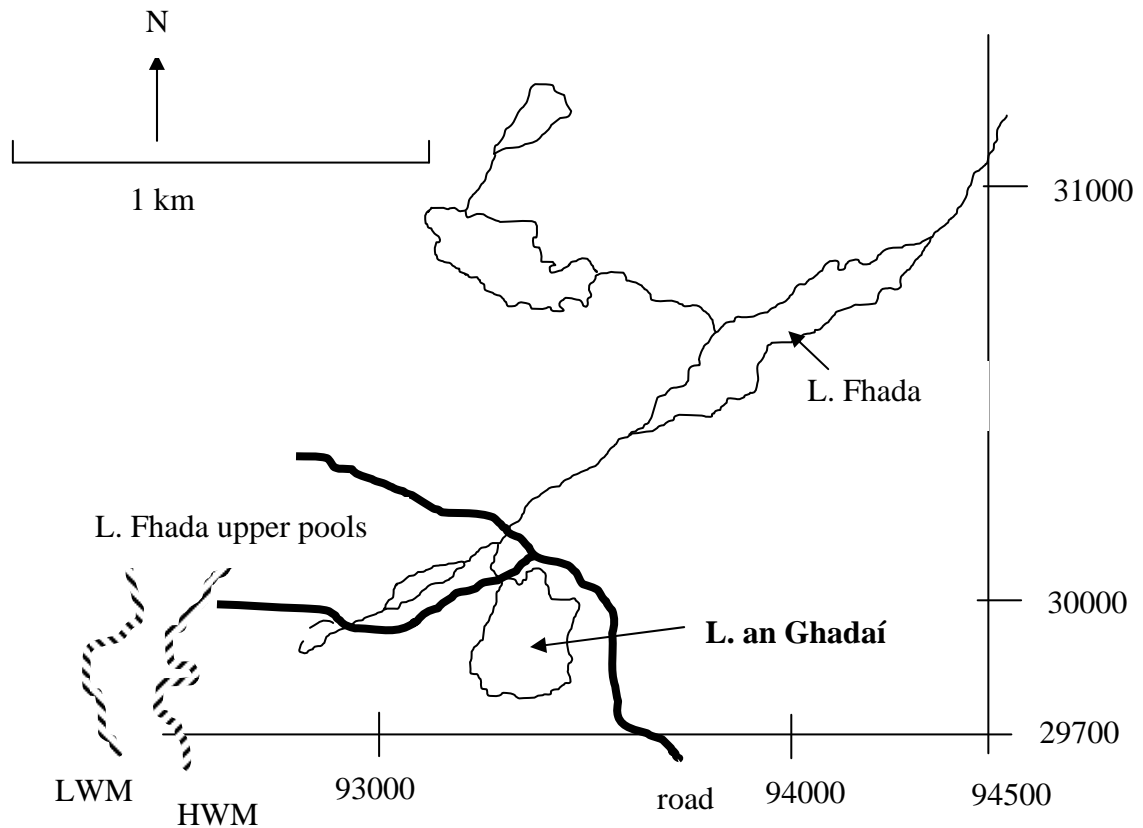 N
1 km
31000
L. Fhada
L. Fhada upper pools
30000
L. an Ghadaí
29700
LWM
HWM
93000
road
94000
94500